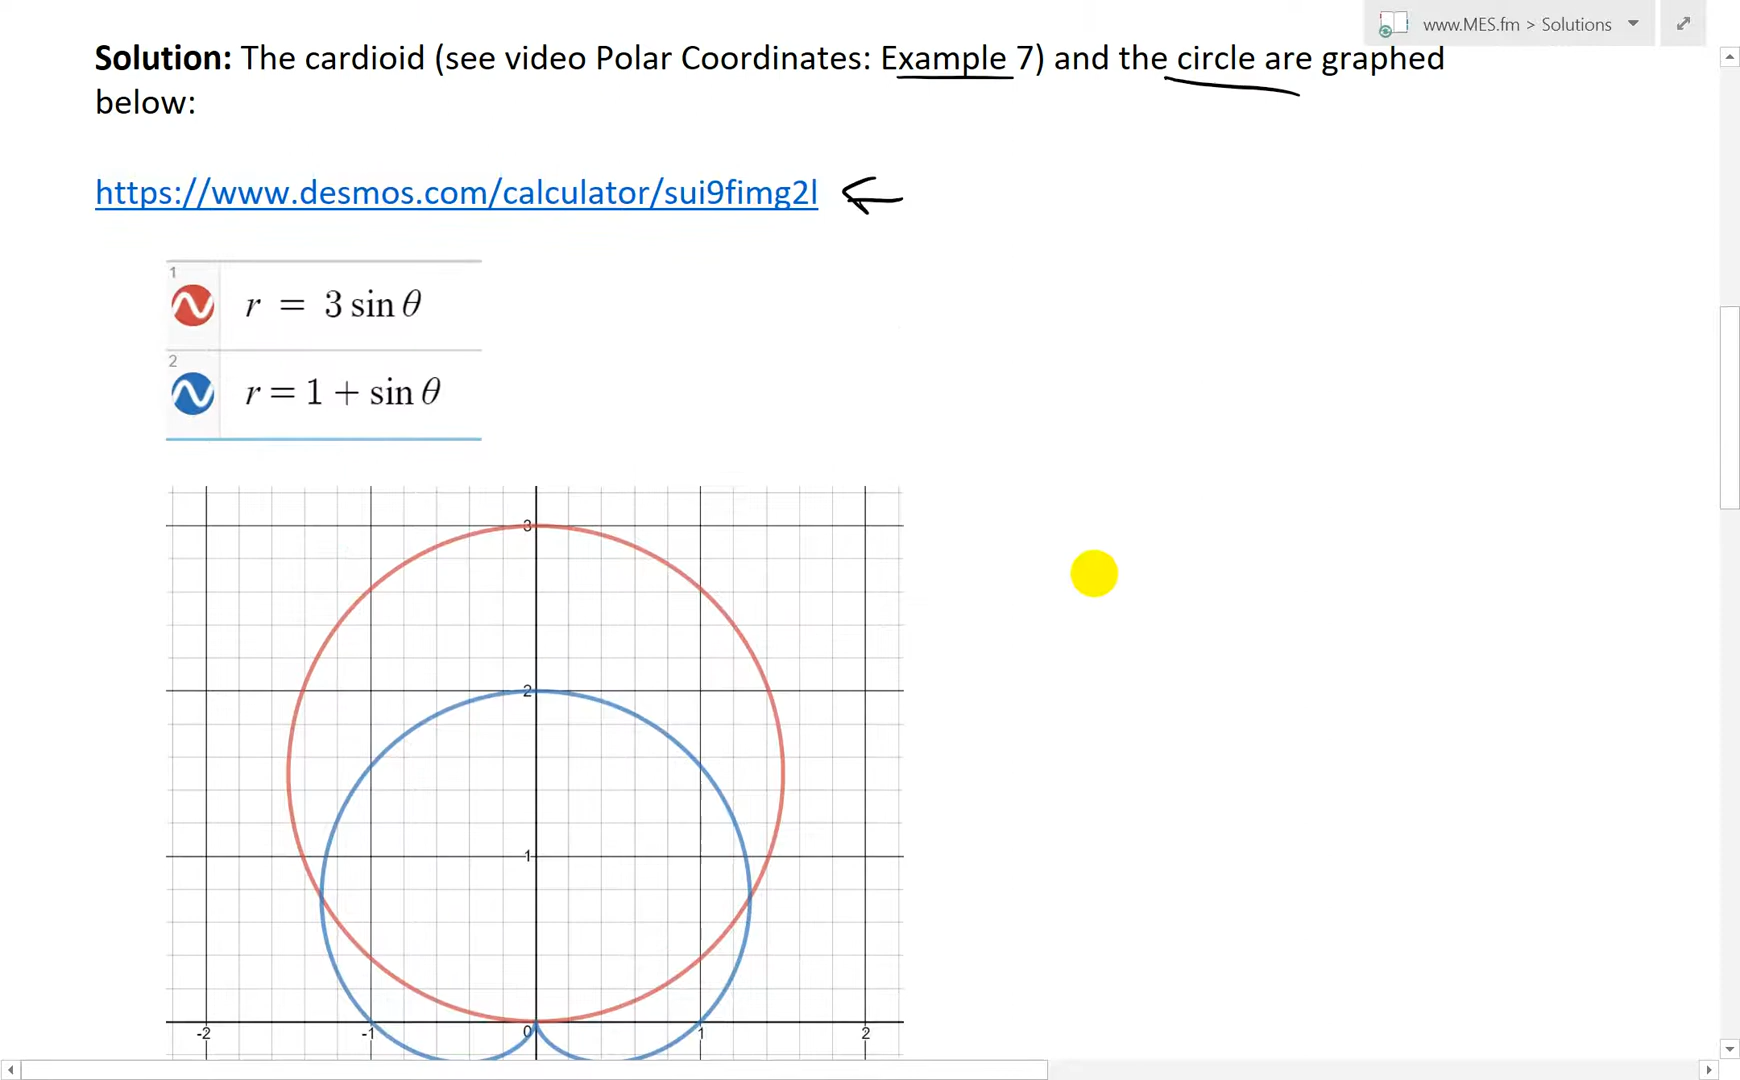 www.MES.fm > Solutions
Solution: The cardioid (see video Polar Coordinates: Example 7) and the circle are graphed
below:
https://www.desmos.com/calculator/sui9fimg2l
1
r = 3 sin θ
2
r = 1 + sin θ
3
2
1
-2 -1 0 1 2